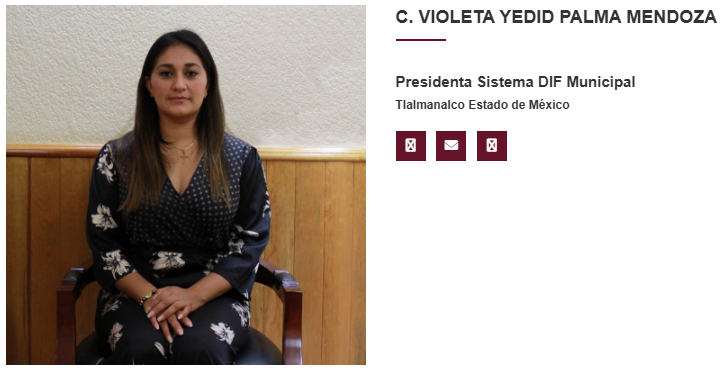 C. VIOLETA YEDID PALMA MENDOZA
Presidenta Sistema DIF Municipal
Tlalmanalco Estado de México